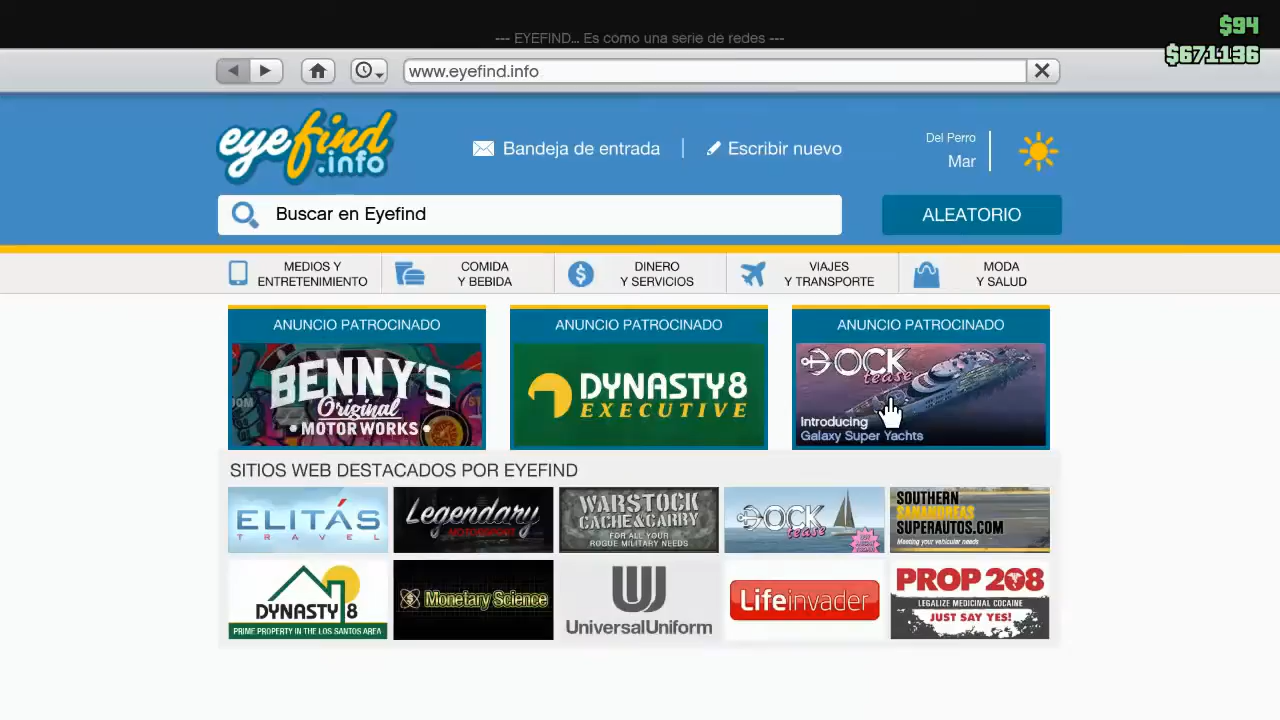 $94
--- EYEFIND... Es como una serie de redes ---
$671136
www.eyefind.info
eyefind
.info
Bandeja de entrada
Escribir nuevo
Del Perro
Mar
Buscar en Eyefind
ALEATORIO
MEDIOS Y
ENTRETENIMIENTO
COMIDA
Y BEBIDA
DINERO
Y SERVICIOS
VIAJES
Y TRANSPORTE
MODA
Y SALUD
ANUNCIO PATROCINADO
BENNY'S
Original
MOTOR WORKS
ANUNCIO PATROCINADO
DYNASTY 8
EXECUTIVE
ANUNCIO PATROCINADO
DOCK
tease
Introducing
Galaxy Super Yachts
SITIOS WEB DESTACADOS POR EYEFIND
ELITÁS
TRAVEL
Legendary
MOTORSPORT
WARSTOCK
CACHE & CARRY
FOR ALL YOUR
ROGUE MILITARY NEEDS
DOCK
tease
SOUTHERN
SANANDREAS
SUPERAUTOS.COM
Meeting your vehicular needs
DYNASTY 8
PRIME PROPERTY IN THE LOS SANTOS AREA
Monetary Science
UniversalUniform
Lifeinvader
PROP 208
LEGALIZE MEDICINAL COCAINE
JUST SAY YES!